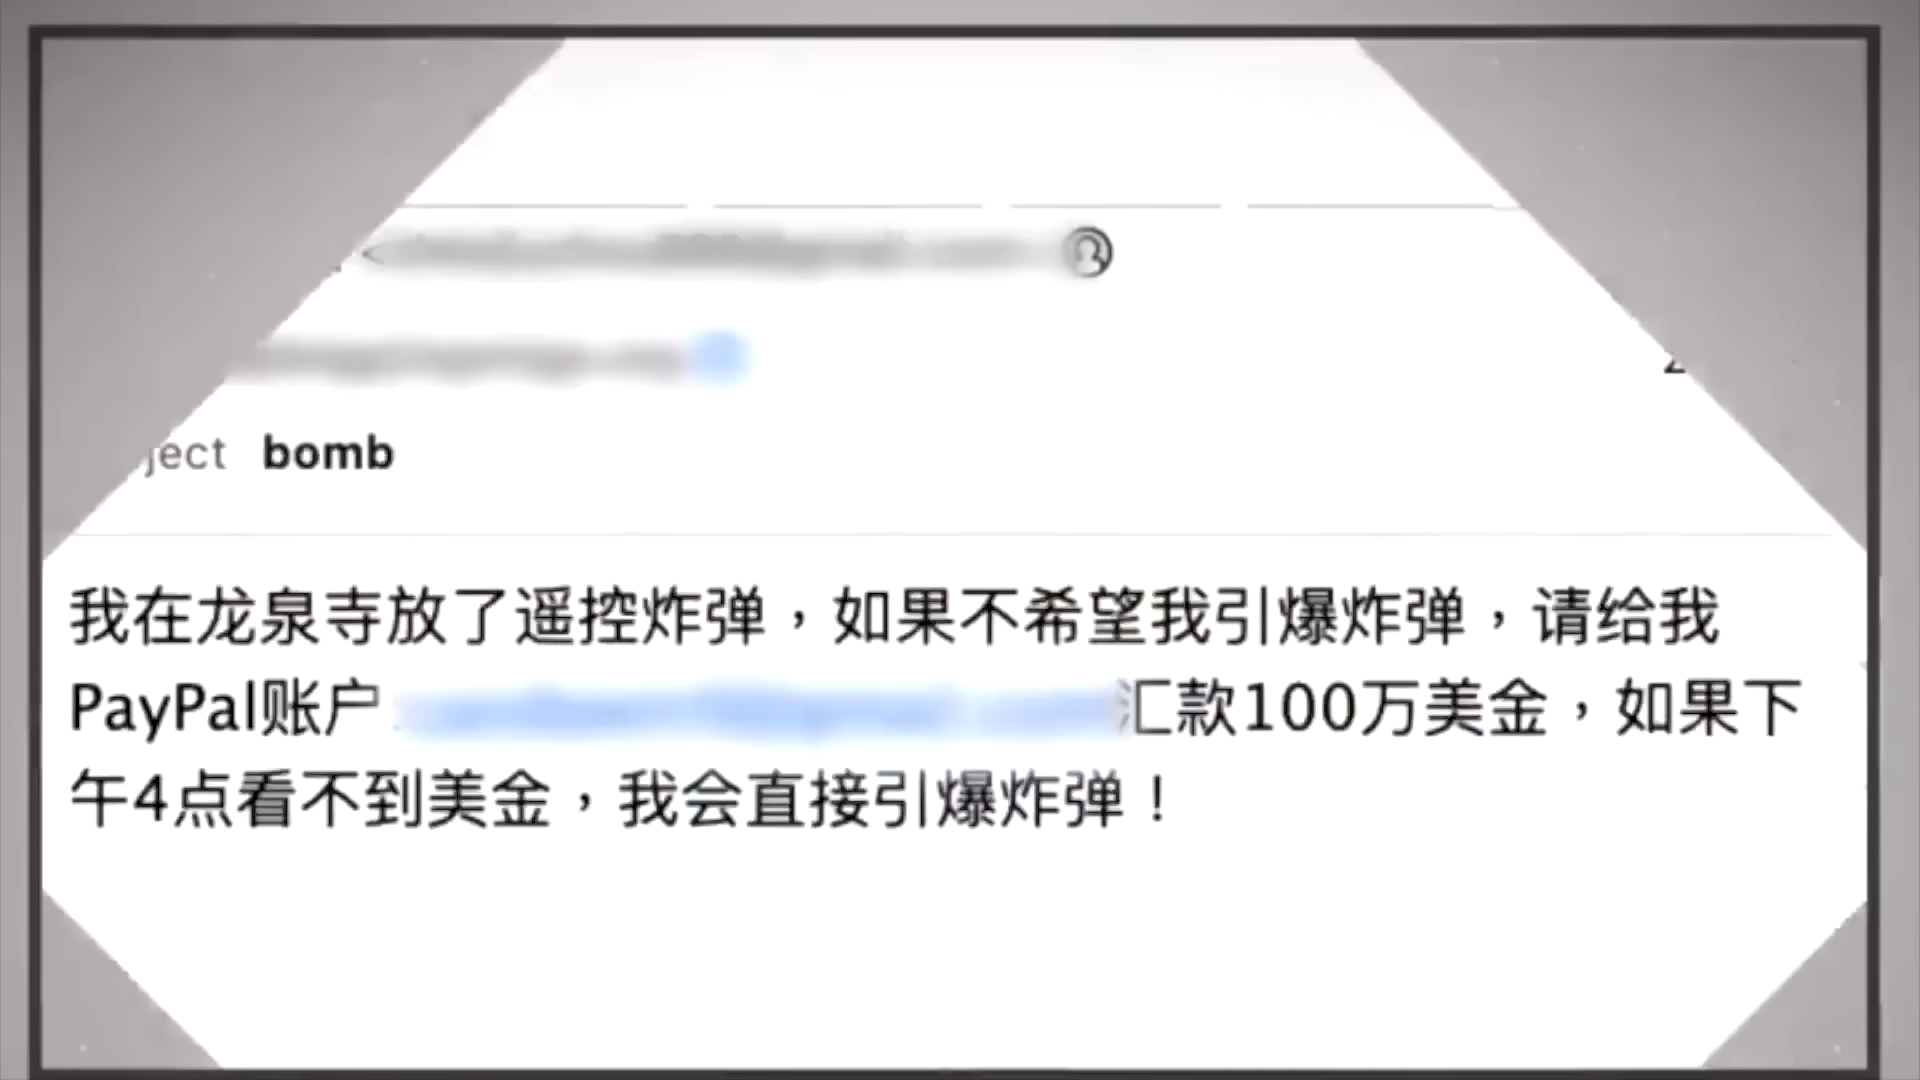 ject bomb
我在龙泉寺放了遥控炸弹，如果不希望我引爆炸弹，请给我
PayPal账户
汇款100万美金，如果下
午4点看不到美金，我会直接引爆炸弹！